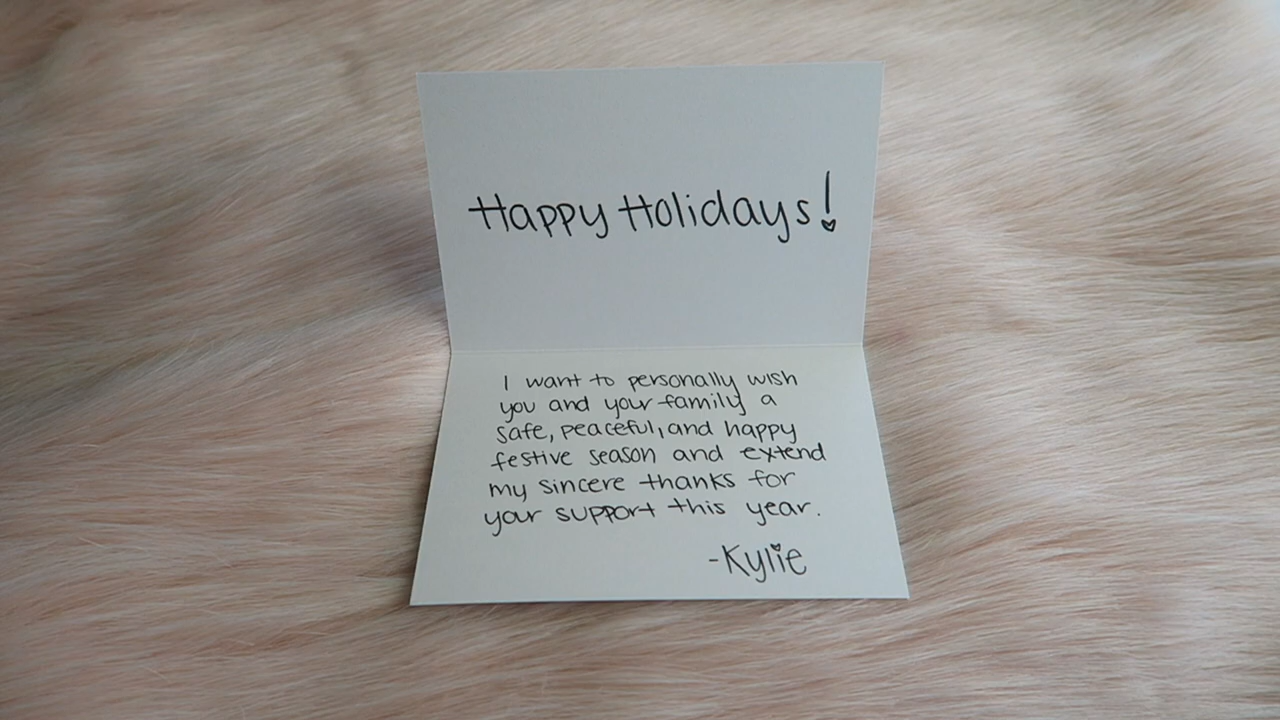 Happy Holidays!
I want to personally wish
you and your family a
safe, peaceful, and happy
festive season and extend
my sincere thanks for
your support this year.
-Kylie